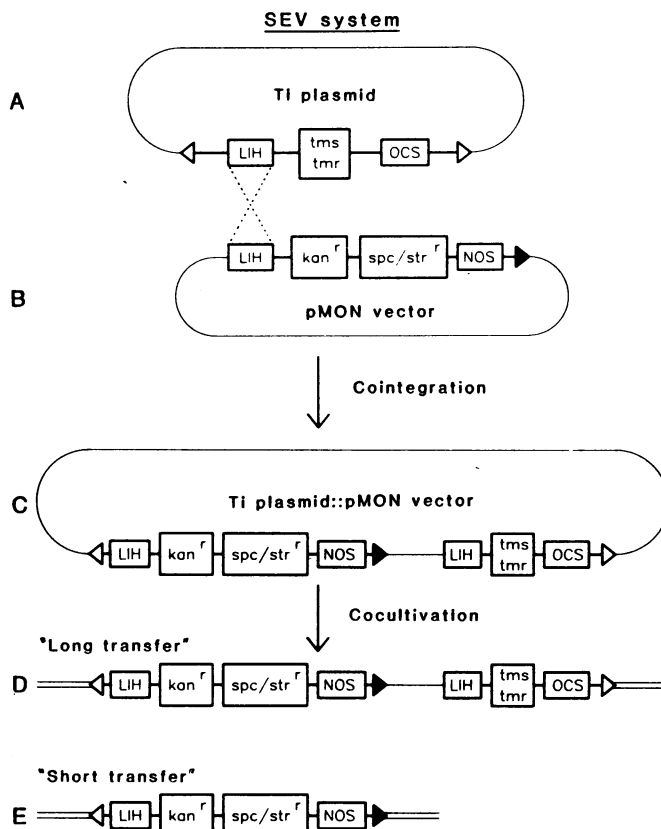 SEV system
A
Ti plasmid
LIH
tms
tmr
OCS
LIH
kan r
spc/str r
NOS
B
pMON vector
Cointegration
C
Ti plasmid::pMON vector
LIH
kan r
spc/str r
NOS
LIH
tms
tmr
OCS
Cocultivation
"Long transfer"
D
LIH
kan r
spc/str r
NOS
LIH
tms
tmr
OCS
"Short transfer"
E
LIH
kan r
spc/str r
NOS